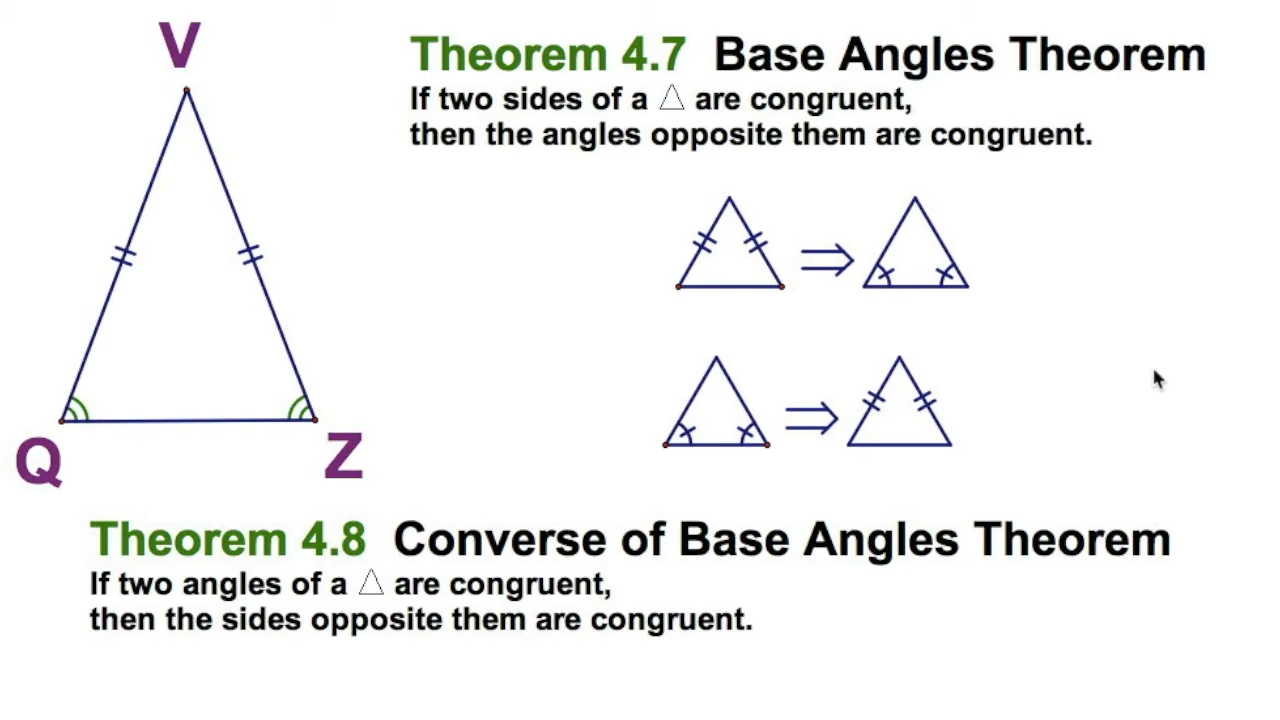 V
Theorem 4.7 Base Angles Theorem
If two sides of a △ are congruent,
then the angles opposite them are congruent.
Q
Z
Theorem 4.8 Converse of Base Angles Theorem
If two angles of a △ are congruent,
then the sides opposite them are congruent.